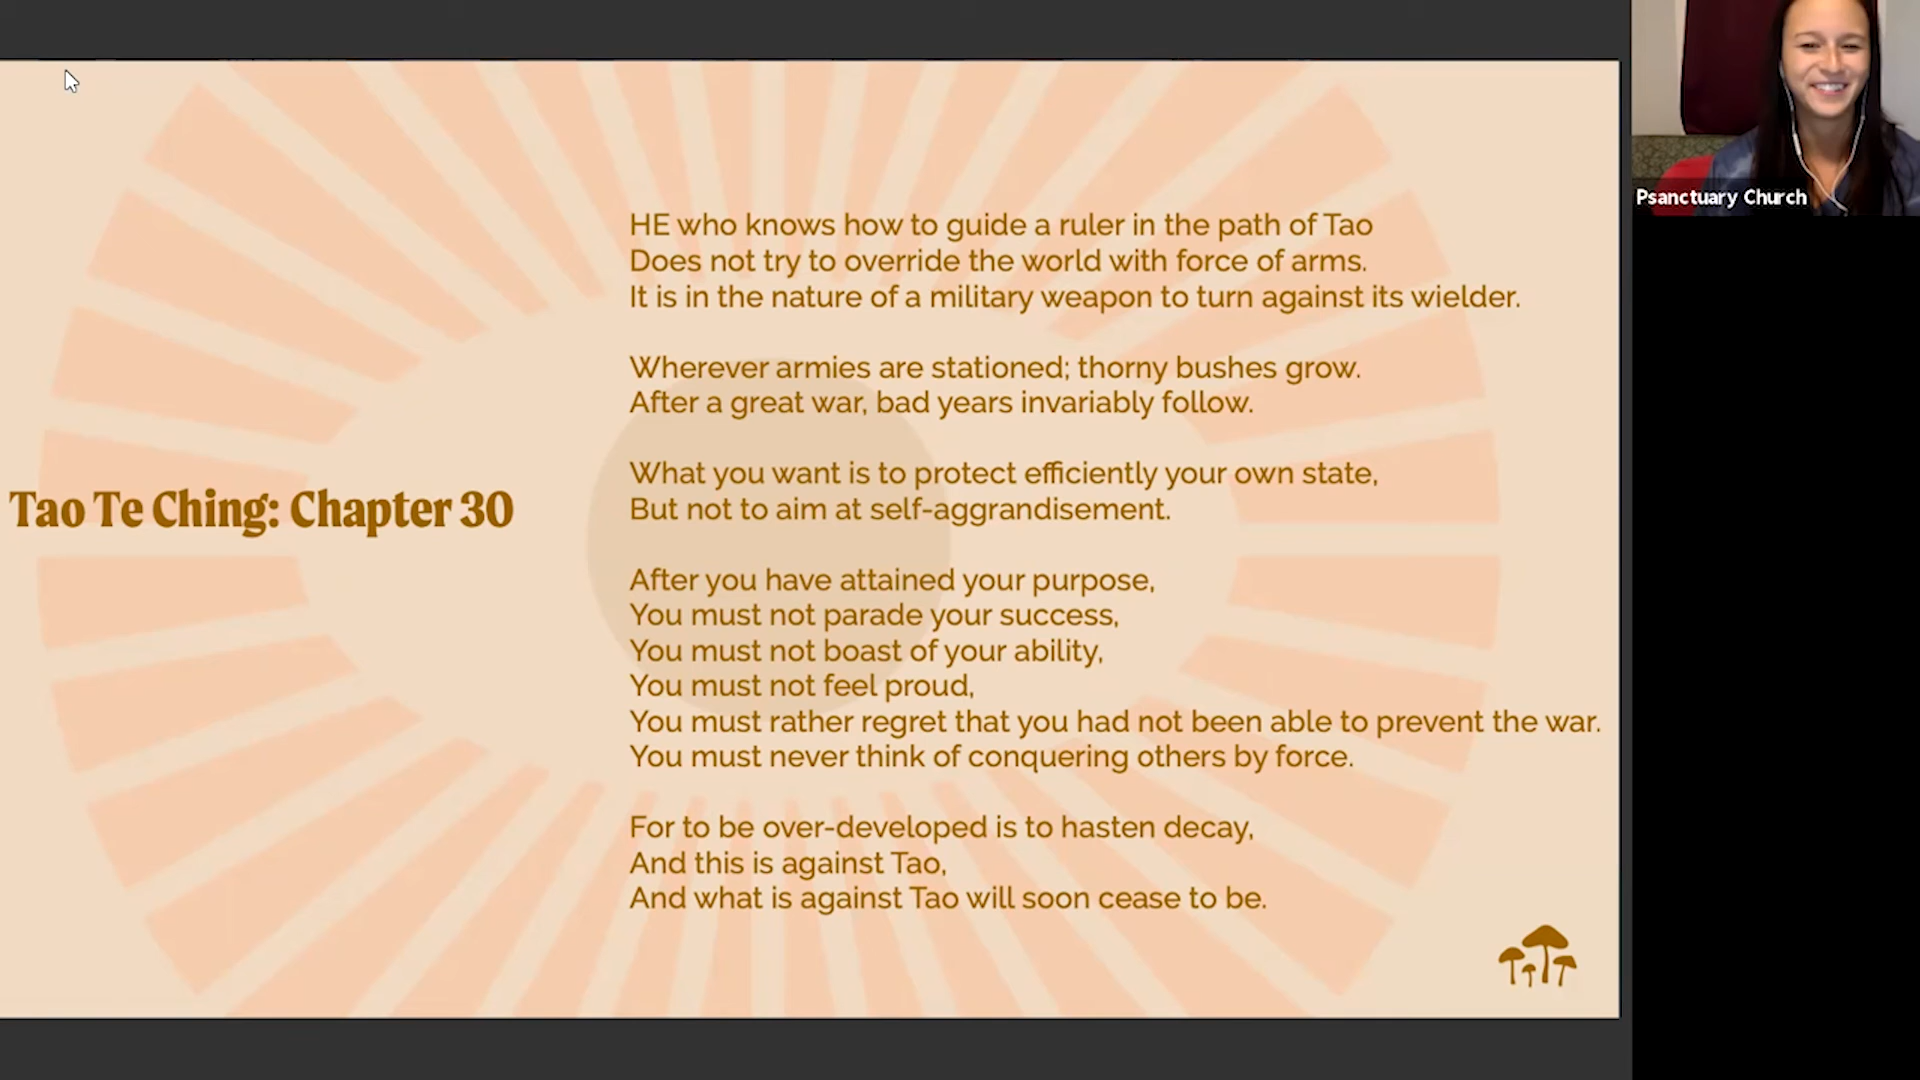 Tao Te Ching: Chapter 30
HE who knows how to guide a ruler in the path of Tao
Does not try to override the world with force of arms.
It is in the nature of a military weapon to turn against its wielder.
Wherever armies are stationed; thorny bushes grow.
After a great war, bad years invariably follow.
What you want is to protect efficiently your own state,
But not to aim at self-aggrandisement.
After you have attained your purpose,
You must not parade your success,
You must not boast of your ability,
You must not feel proud,
You must rather regret that you had not been able to prevent the war.
You must never think of conquering others by force.
For to be over-developed is to hasten decay,
And this is against Tao,
And what is against Tao will soon cease to be.
Psanctuary Church